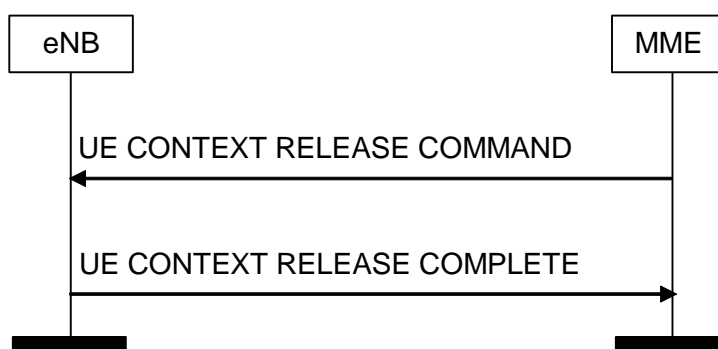 eNB
MME
UE CONTEXT RELEASE COMMAND
UE CONTEXT RELEASE COMPLETE